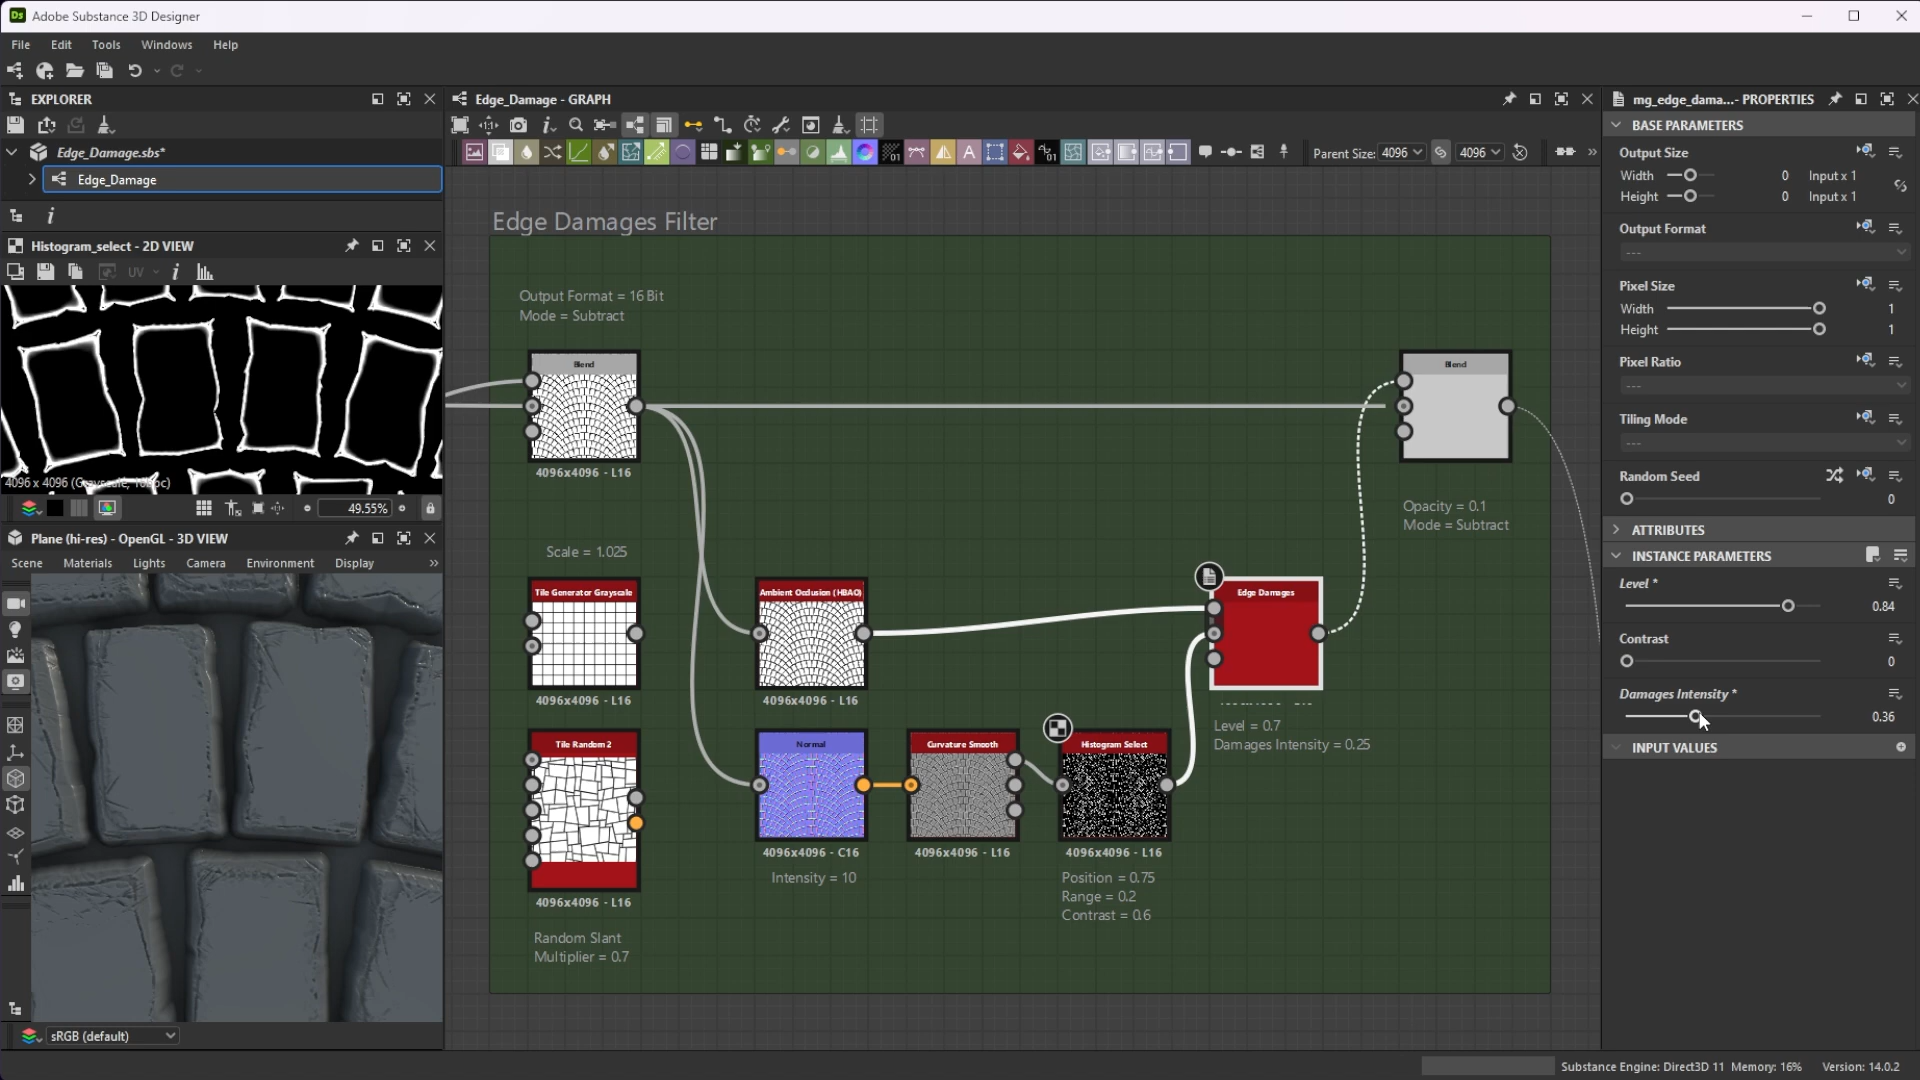 Ds Adobe Substance 3D Designer
File Edit Tools Windows Help
EXPLORER
Edge_Damage.sbs*
Edge_Damage
Histogram_select - 2D VIEW
UV
49.55%
Plane (hi-res) - OpenGL - 3D VIEW
Scene Materials Lights Camera Environment Display
sRGB (default)
Edge_Damage - GRAPH
Parent Size: 4096 4096
Edge Damages Filter
Output Format = 16 Bit
Mode = Subtract
Blend
4096x4096 - L16
Scale = 1.025
Tile Generator Grayscale
4096x4096 - L16
Tile Random 2
4096x4096 - L16
Random Slant
Multiplier = 0.7
Ambient Occlusion (HBAO)
4096x4096 - L16
Normal
4096x4096 - C16
Intensity = 10
Curvature Smooth
4096x4096 - L16
Histogram Select
4096x4096 - L16
Position = 0.75
Range = 0.2
Contrast = 0.6
Edge Damages
Level = 0.7
Damages Intensity = 0.25
Blend
Opacity = 0.1
Mode = Subtract
mg_edge_dama...- PROPERTIES
BASE PARAMETERS
Output Size
Width 0 Input x 1
Height 0 Input x 1
Output Format
---
Pixel Size
Width 1
Height 1
Pixel Ratio
---
Tiling Mode
---
Random Seed
0
ATTRIBUTES
INSTANCE PARAMETERS
Level *
0.84
Contrast
0
Damages Intensity *
0.36
INPUT VALUES
Substance Engine: Direct3D 11 Memory: 16% Version: 14.0.2